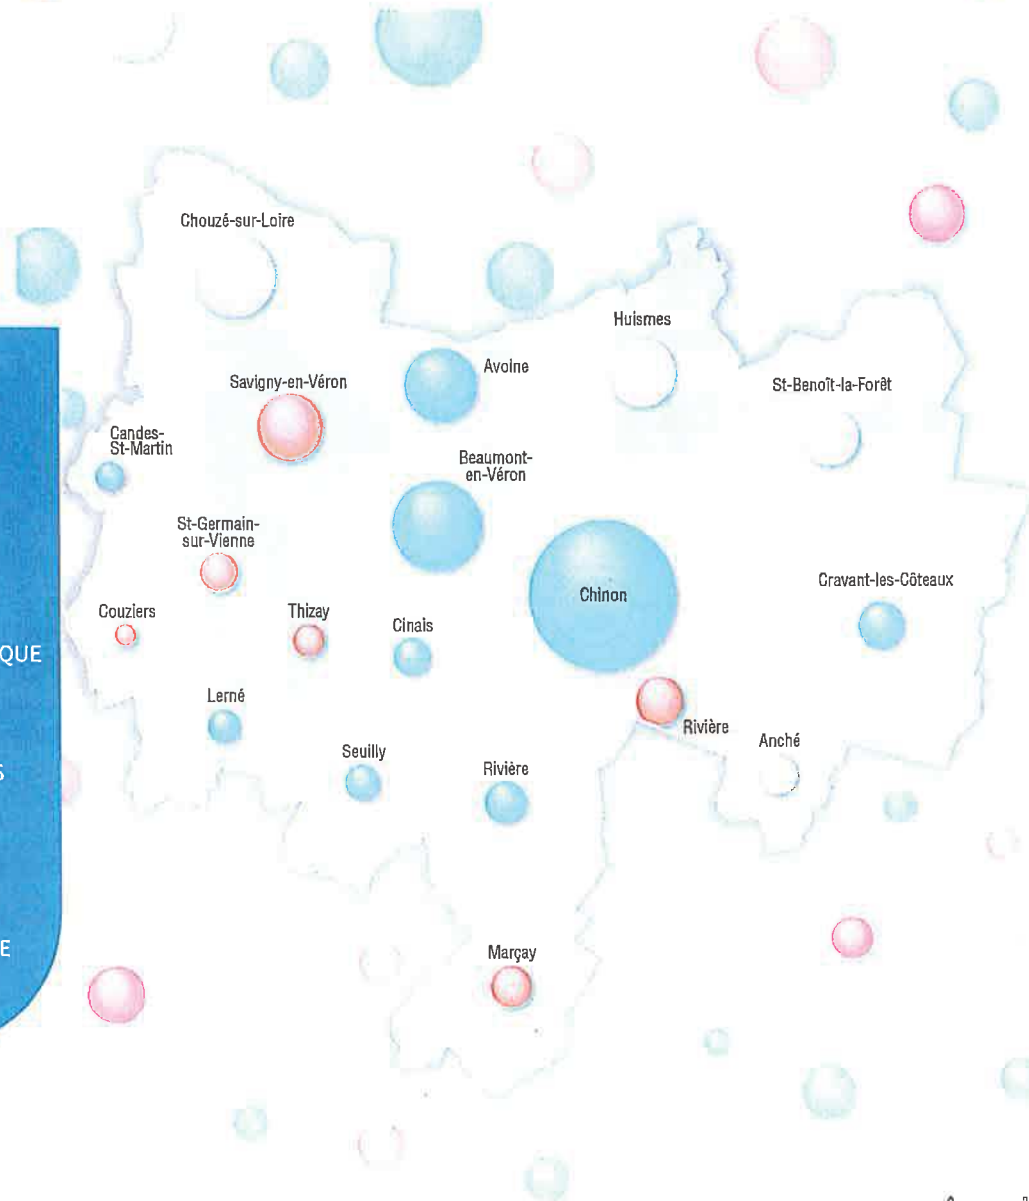 Chouzé-sur-Loire
Huismes
Avoine
Savigny-en-Véron
St-Benoît-la-Forêt
Candes-
St-Martin
Beaumont-
en-Véron
St-Germain-
sur-Vienne
Cravant-les-Côteaux
Chinon
Couziers
Thizay
Cinais
QUE
Lerné
Rivière
Anché
Seuilly
Rivière
S
E
Marçay